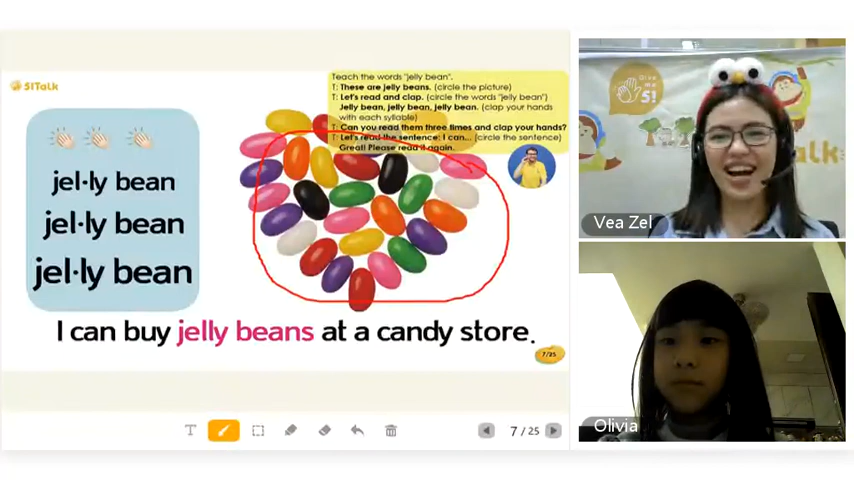 51Talk
Teach the words "jelly bean".
T: These are jelly beans. (circle the picture)
T: Let's read and clap. (circle the words "jelly bean")
Jelly bean, jelly bean, jelly bean. (clap your hands
with each syllable)
T: Can you read them three times and clap your hands?
T: Let's read the sentence: I can... (circle the sentence)
Great! Please read it again.
jel·ly bean
jel·ly bean
jel·ly bean
I can buy jelly beans at a candy store.
7/25
T
7 / 25
Give
me
5!
alk
Vea Zel
Olivia